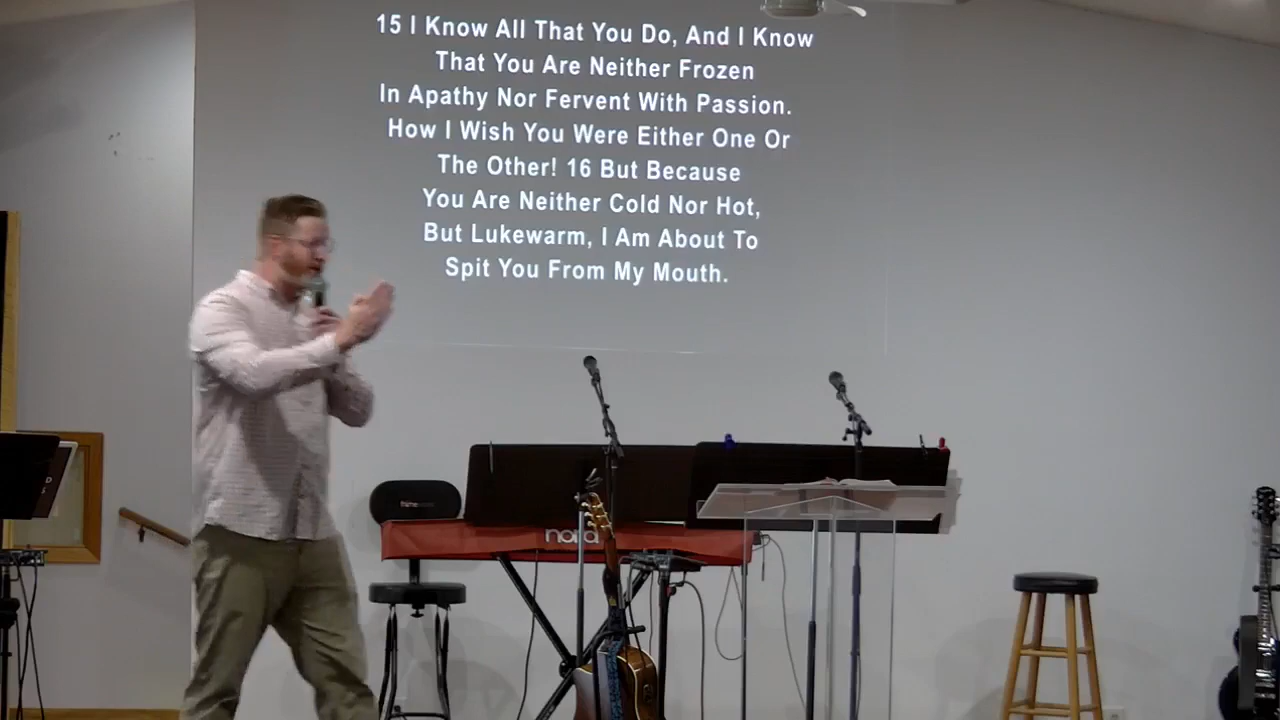 15 I Know All That You Do, And I Know
That You Are Neither Frozen
In Apathy Nor Fervent With Passion.
How I Wish You Were Either One Or
The Other! 16 But Because
You Are Neither Cold Nor Hot,
But Lukewarm, I Am About To
Spit You From My Mouth.
nord